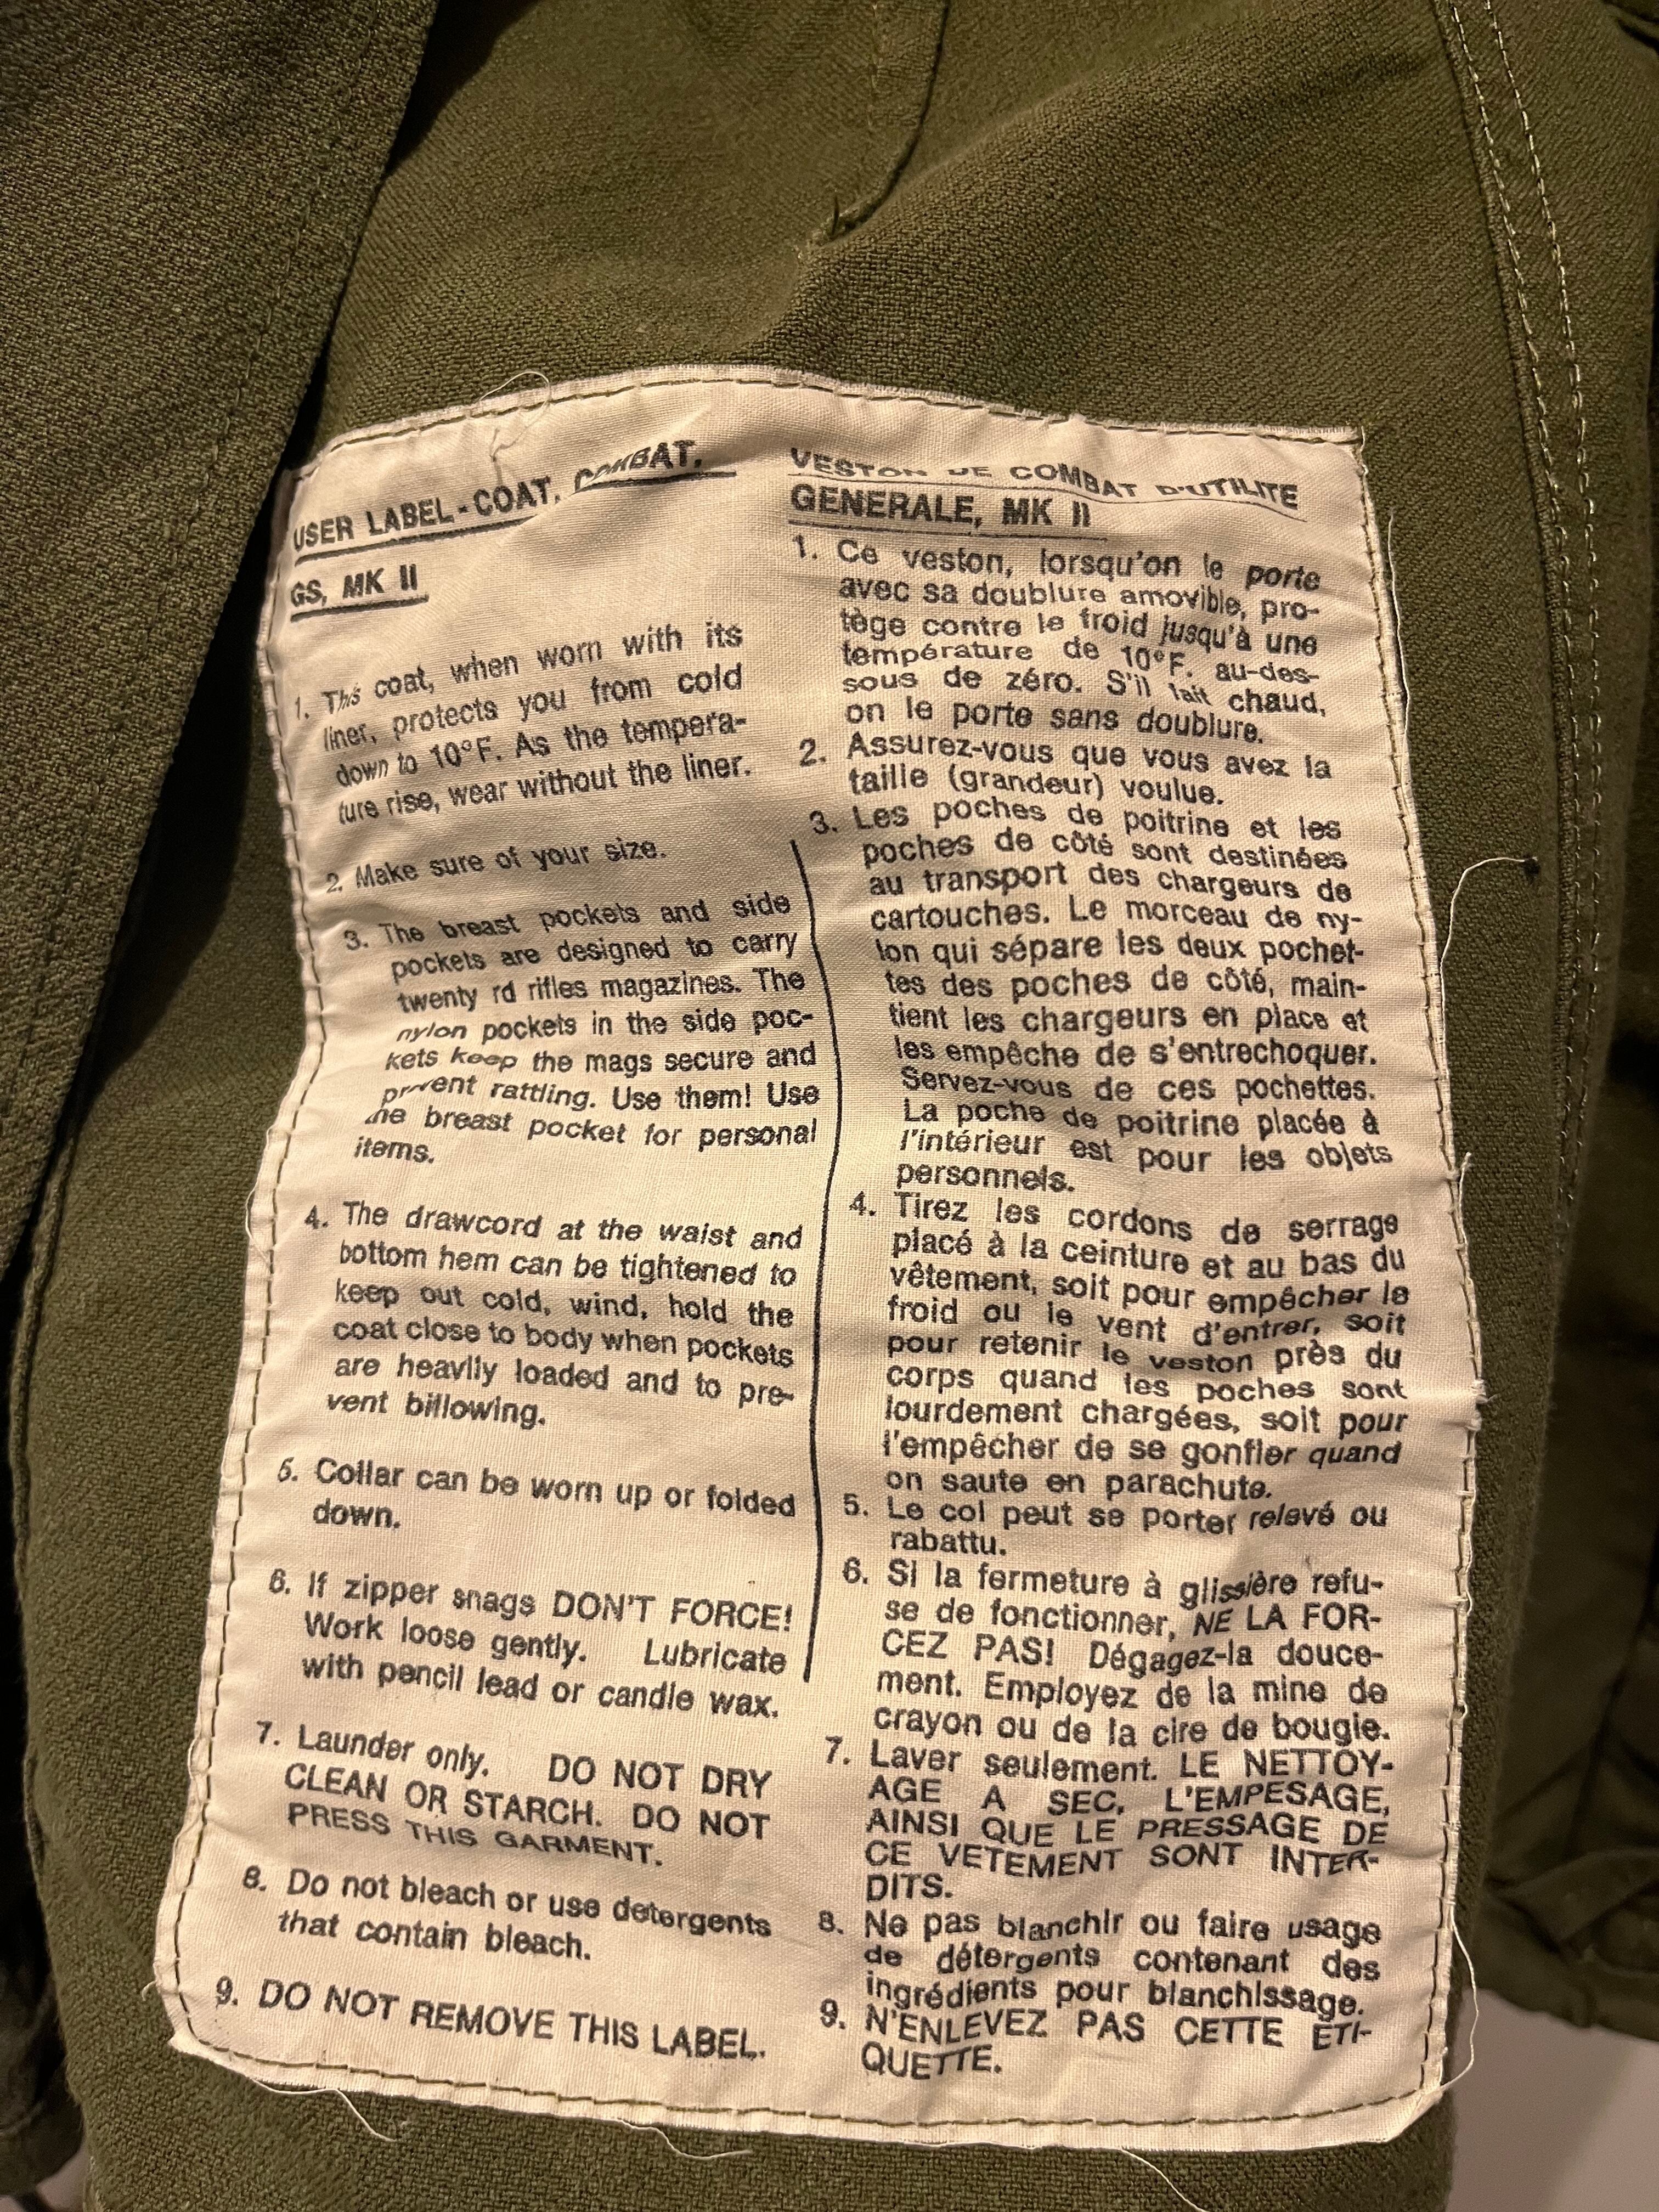 USER LABEL-COAT, COMBAT,
GS, MK II
1. This coat, when worn with its
liner, protects you from cold
down to 10°F. As the tempera-
ture rise, wear without the liner.
2. Make sure of your size.
3. The breast pockets and side
pockets are designed to carry
twenty rd rifles magazines. The
nylon pockets in the side poc-
kets keep the mags secure and
prevent rattling. Use them! Use
the breast pocket for personal
items.
4. The drawcord at the waist and
bottom hem can be tightened to
keep out cold, wind, hold the
coat close to body when pockets
are heavily loaded and to pre-
vent billowing.
5. Collar can be worn up or folded
down.
6. If zipper snags DON'T FORCE!
Work loose gently. Lubricate
with pencil lead or candle wax.
7. Launder only. DO NOT DRY
CLEAN OR STARCH. DO NOT
PRESS THIS GARMENT.
8. Do not bleach or use detergents
that contain bleach.
9. DO NOT REMOVE THIS LABEL.
VESTON DE COMBAT D'UTILITE
GENERALE, MK II
1. Ce veston, lorsqu'on le porte
avec sa doublure amovible, pro-
tège contre le froid jusqu'à une
température de 10°F. au-des-
sous de zéro. S'il fait chaud,
on le porte sans doublure.
2. Assurez-vous que vous avez la
taille (grandeur) voulue.
3. Les poches de poitrine et les
poches de côté sont destinées
au transport des chargeurs de
cartouches. Le morceau de ny-
lon qui sépare les deux pochet-
tes des poches de côté, main-
tient les chargeurs en place et
les empêche de s'entrechoquer.
Servez-vous de ces pochettes.
La poche de poitrine placée à
l'intérieur est pour les objets
personnels.
4. Tirez les cordons de serrage
placé à la ceinture et au bas du
vêtement, soit pour empêcher le
froid ou le vent d'entrer, soit
pour retenir le veston près du
corps quand les poches sont
lourdement chargées, soit pour
l'empêcher de se gonfler quand
on saute en parachute.
5. Le col peut se porter relevé ou
rabattu.
6. Si la fermeture à glissière refu-
se de fonctionner, NE LA FOR-
CEZ PAS! Dégagez-la douce-
ment. Employez de la mine de
crayon ou de la cire de bougie.
7. Laver seulement. LE NETTOY-
AGE A SEC, L'EMPESAGE,
AINSI QUE LE PRESSAGE DE
CE VETEMENT SONT INTER-
DITS.
8. Ne pas blanchir ou faire usage
de détergents contenant des
ingrédients pour blanchissage.
9. N'ENLEVEZ PAS CETTE ÉTI-
QUETTE.